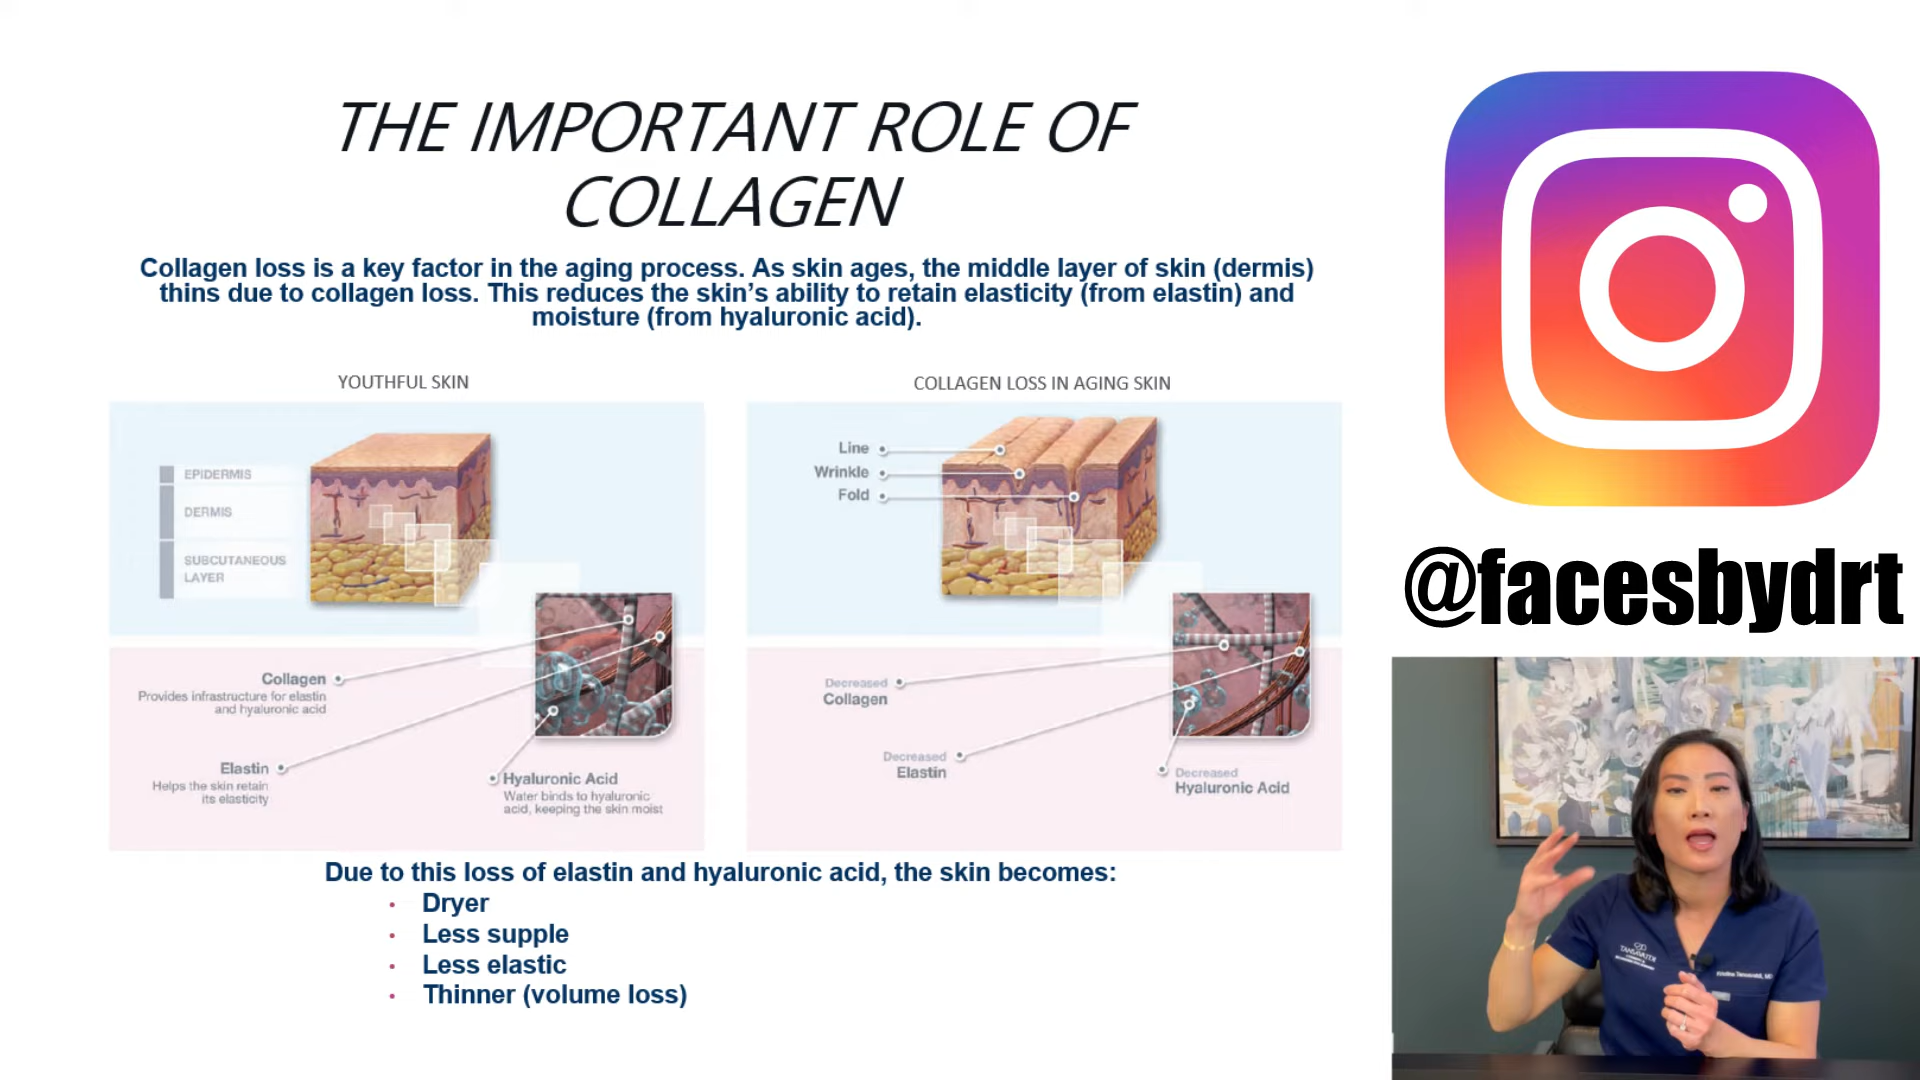 THE IMPORTANT ROLE OF
COLLAGEN
Collagen loss is a key factor in the aging process. As skin ages, the middle layer of skin (dermis)
thins due to collagen loss. This reduces the skin’s ability to retain elasticity (from elastin) and
moisture (from hyaluronic acid).
YOUTHFUL SKIN
EPIDERMIS
DERMIS
SUBCUTANEOUS
LAYER
Collagen
Provides infrastructure for elastin
and hyaluronic acid
Elastin
Helps the skin retain
its elasticity
Hyaluronic Acid
Water binds to hyaluronic
acid, keeping the skin moist
COLLAGEN LOSS IN AGING SKIN
Line
Wrinkle
Fold
Decreased
Collagen
Decreased
Elastin
Decreased
Hyaluronic Acid
Due to this loss of elastin and hyaluronic acid, the skin becomes:
• Dryer
• Less supple
• Less elastic
• Thinner (volume loss)
@facesbydrt
TANSAVATDI